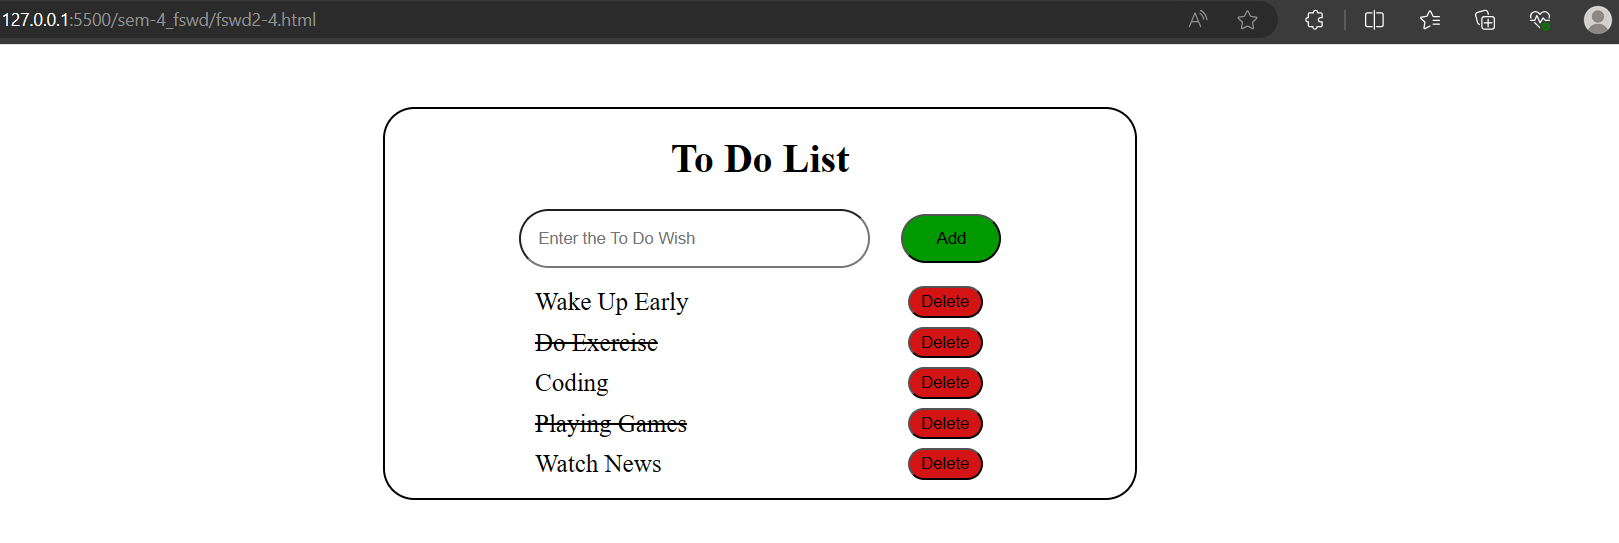 127.0.0.1:5500/sem-4_fswd/fswd2-4.html
To Do List
Enter the To Do Wish Add
Wake Up Early Delete
Do Exercise Delete
Coding Delete
Playing Games Delete
Watch News Delete